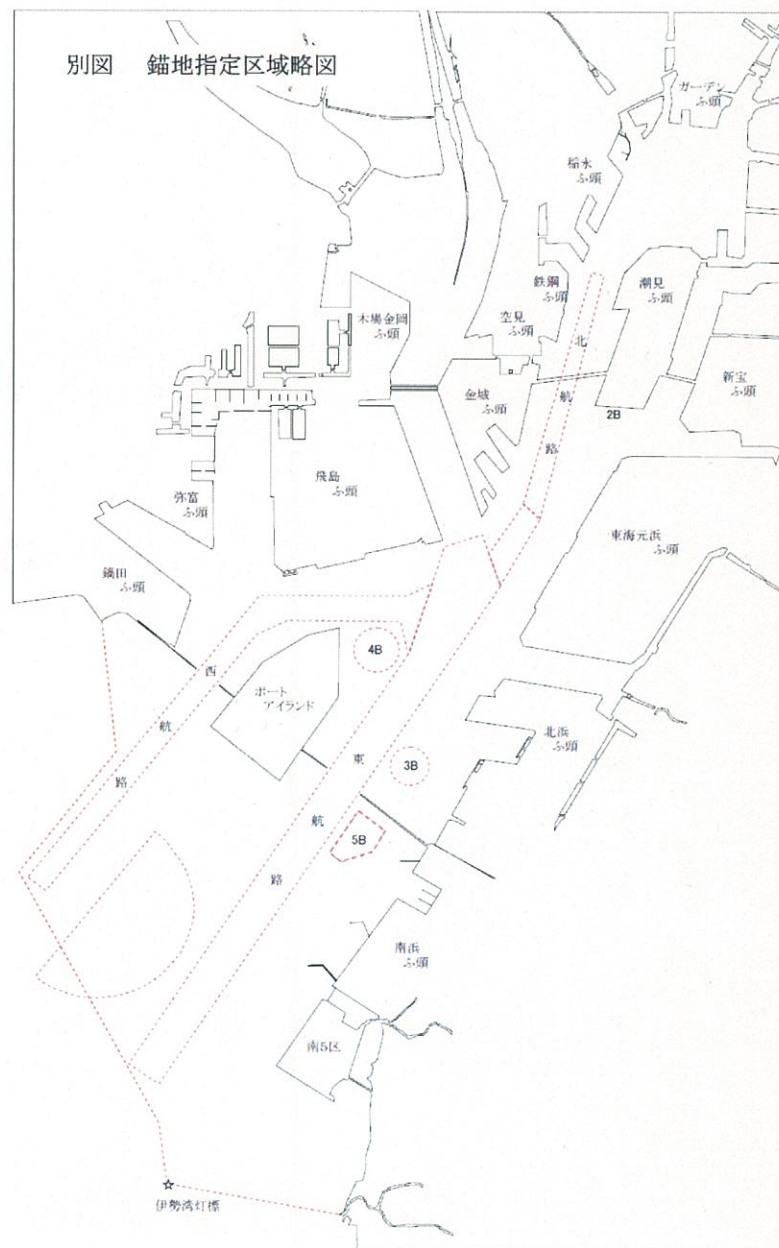 別図 錨地指定区域略図
ガーデン
ふ頭
稲永
ふ頭
鉄鋼
ふ頭
潮見
ふ頭
空見
ふ頭
木場金岡
ふ頭
北
航
路
金城
ふ頭
新宝
ふ頭
2B
飛島
ふ頭
弥富
ふ頭
東海元浜
ふ頭
鍋田
ふ頭
4B
西
航
路
ポート
アイランド
北浜
ふ頭
東
航
路
3B
5B
南浜
ふ頭
南5区
伊勢湾灯標